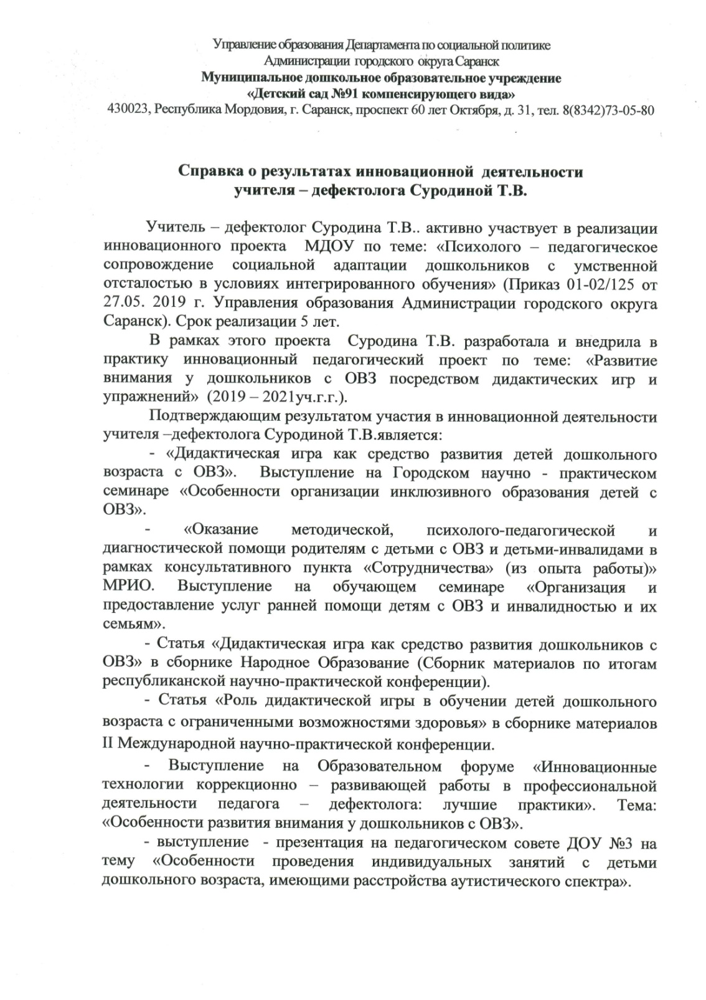 Управление образования Департамента по социальной политике
Администрации городского округа Саранск
Муниципальное дошкольное образовательное учреждение
«Детский сад №91 компенсирующего вида»
430023, Республика Мордовия, г. Саранск, проспект 60 лет Октября, д. 31, тел. 8(8342)73-05-80
Справка о результатах инновационной деятельности
учителя – дефектолога Суродиной Т.В.
Учитель – дефектолог Суродина Т.В.. активно участвует в реализации
инновационного проекта МДОУ по теме: «Психолого – педагогическое
сопровождение социальной адаптации дошкольников с умственной
отсталостью в условиях интегрированного обучения» (Приказ 01-02/125 от
27.05. 2019 г. Управления образования Администрации городского округа
Саранск). Срок реализации 5 лет.
В рамках этого проекта Суродина Т.В. разработала и внедрила в
практику инновационный педагогический проект по теме: «Развитие
внимания у дошкольников с ОВЗ посредством дидактических игр и
упражнений» (2019 – 2021уч.г.г.).
Подтверждающим результатом участия в инновационной деятельности
учителя –дефектолога Суродиной Т.В.является:
- «Дидактическая игра как средство развития детей дошкольного
возраста с ОВЗ». Выступление на Городском научно - практическом
семинаре «Особенности организации инклюзивного образования детей с
ОВЗ».
- «Оказание методической, психолого-педагогической и
диагностической помощи родителям с детьми с ОВЗ и детьми-инвалидами в
рамках консультативного пункта «Сотрудничества» (из опыта работы)»
МРИО. Выступление на обучающем семинаре «Организация и
предоставление услуг ранней помощи детям с ОВЗ и инвалидностью и их
семьям».
- Статья «Дидактическая игра как средство развития дошкольников с
ОВЗ» в сборнике Народное Образование (Сборник материалов по итогам
республиканской научно-практической конференции).
- Статья «Роль дидактической игры в обучении детей дошкольного
возраста с ограниченными возможностями здоровья» в сборнике материалов
II Международной научно-практической конференции.
- Выступление на Образовательном форуме «Инновационные
технологии коррекционно – развивающей работы в профессиональной
деятельности педагога – дефектолога: лучшие практики». Тема:
«Особенности развития внимания у дошкольников с ОВЗ».
- выступление - презентация на педагогическом совете ДОУ №3 на
тему «Особенности проведения индивидуальных занятий с детьми
дошкольного возраста, имеющими расстройства аутистического спектра».